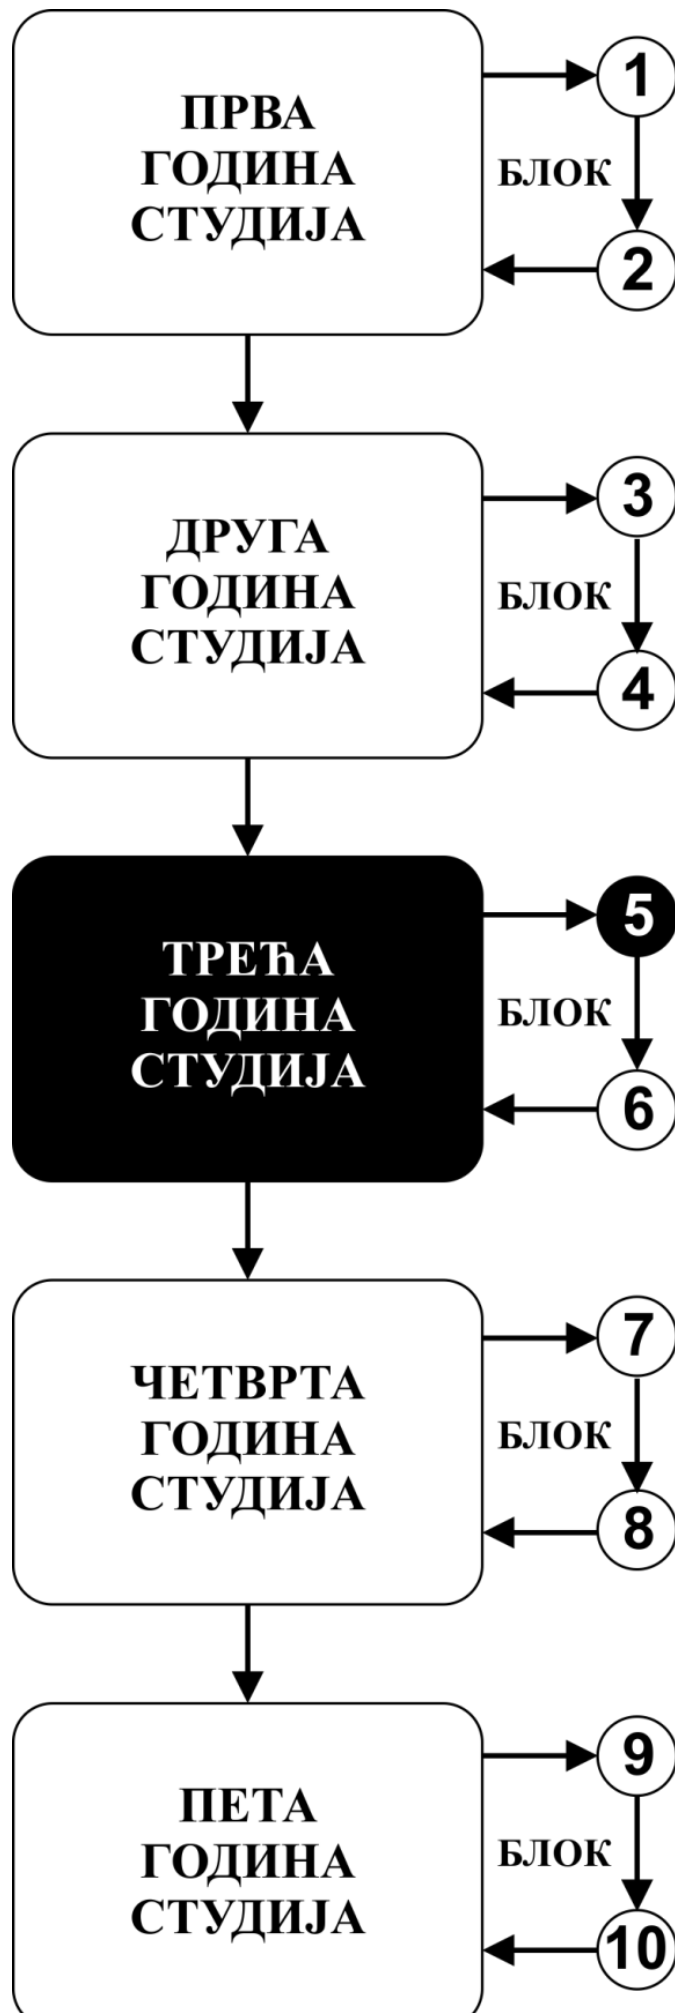 ПРВА
ГОДИНА
СТУДИЈА
1
БЛОК
2
ДРУГА
ГОДИНА
СТУДИЈА
3
БЛОК
4
ТРЕЋА
ГОДИНА
СТУДИЈА
5
БЛОК
6
ЧЕТВРТА
ГОДИНА
СТУДИЈА
7
БЛОК
8
ПЕТА
ГОДИНА
СТУДИЈА
9
БЛОК
10